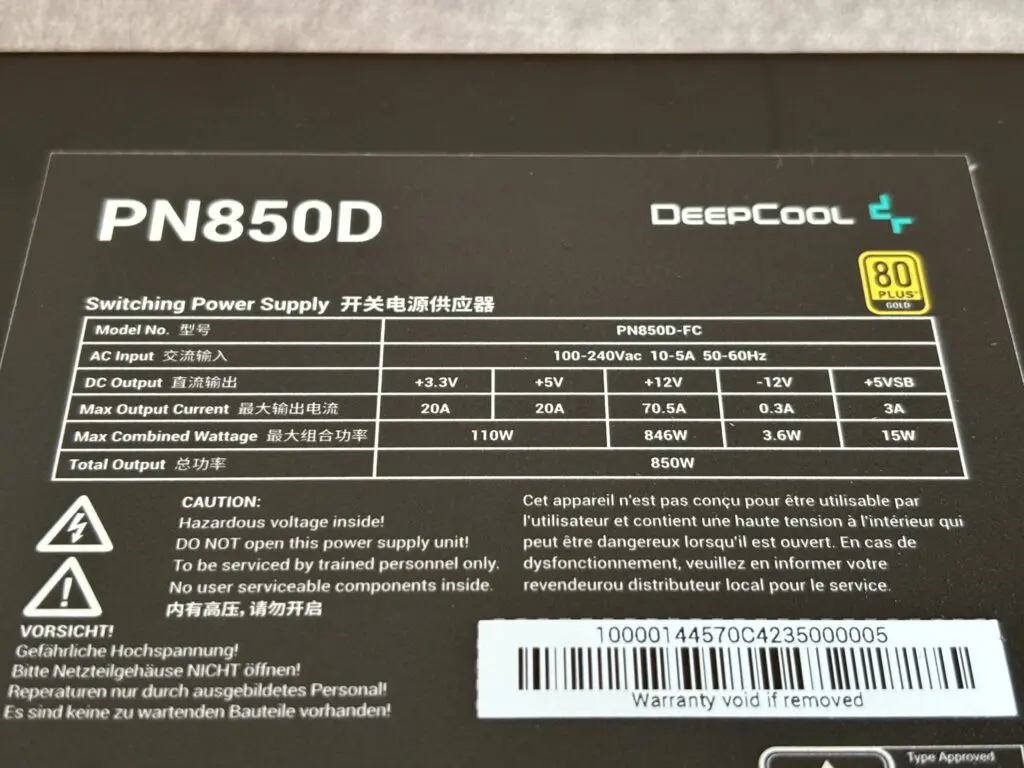 PN850D
DEEPCOOL
80
PLUS
GOLD
Switching Power Supply 开关电源供应器
Model No. 型号 PN850D-FC
AC Input 交流输入 100-240Vac 10-5A 50-60Hz
DC Output 直流输出 +3.3V +5V +12V -12V +5VSB
Max Output Current 最大输出电流 20A 20A 70.5A 0.3A 3A
Max Combined Wattage 最大组合功率 110W 846W 3.6W 15W
Total Output 总功率 850W
CAUTION:
Hazardous voltage inside!
DO NOT open this power supply unit!
To be serviced by trained personnel only.
No user serviceable components inside.
内有高压，请勿开启
VORSICHT!
Gefährliche Hochspannung!
Bitte Netzteilgehäuse NICHT öffnen!
Reperaturen nur durch ausgebildetes Personal!
Es sind keine zu wartenden Bauteile vorhanden!
Cet appareil n'est pas conçu pour être utilisable par
l'utilisateur et contient une haute tension à l'intérieur qui
peut être dangereux lorsqu'il est ouvert. En cas de
dysfonctionnement, veuillez en informer votre
revendeurou distributeur local pour le service.
10000144570C4235000005
Warranty void if removed
Type Approved